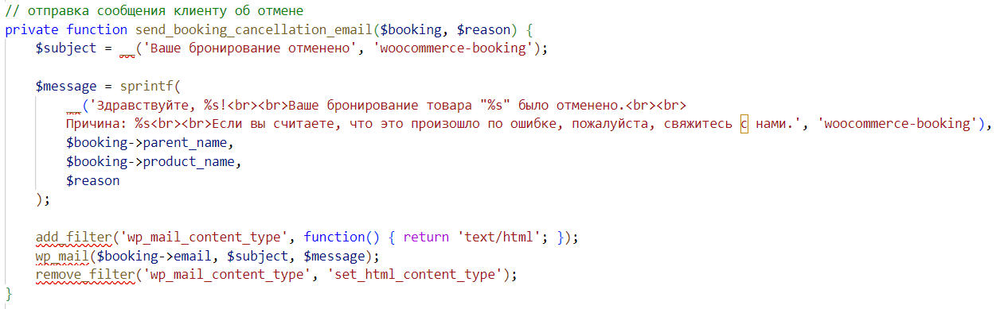 // отправка сообщения клиенту об отмене
private function send_booking_cancellation_email($booking, $reason) {
    $subject = __('Ваше бронирование отменено', 'woocommerce-booking');

    $message = sprintf(
        __('Здравствуйте, %s!<br><br>Ваше бронирование товара "%s" было отменено.<br><br>
        Причина: %s<br><br>Если вы считаете, что это произошло по ошибке, пожалуйста, свяжитесь с нами.', 'woocommerce-booking'),
        $booking->parent_name,
        $booking->product_name,
        $reason
    );

    add_filter('wp_mail_content_type', function() { return 'text/html'; });
    wp_mail($booking->email, $subject, $message);
    remove_filter('wp_mail_content_type', 'set_html_content_type');
}